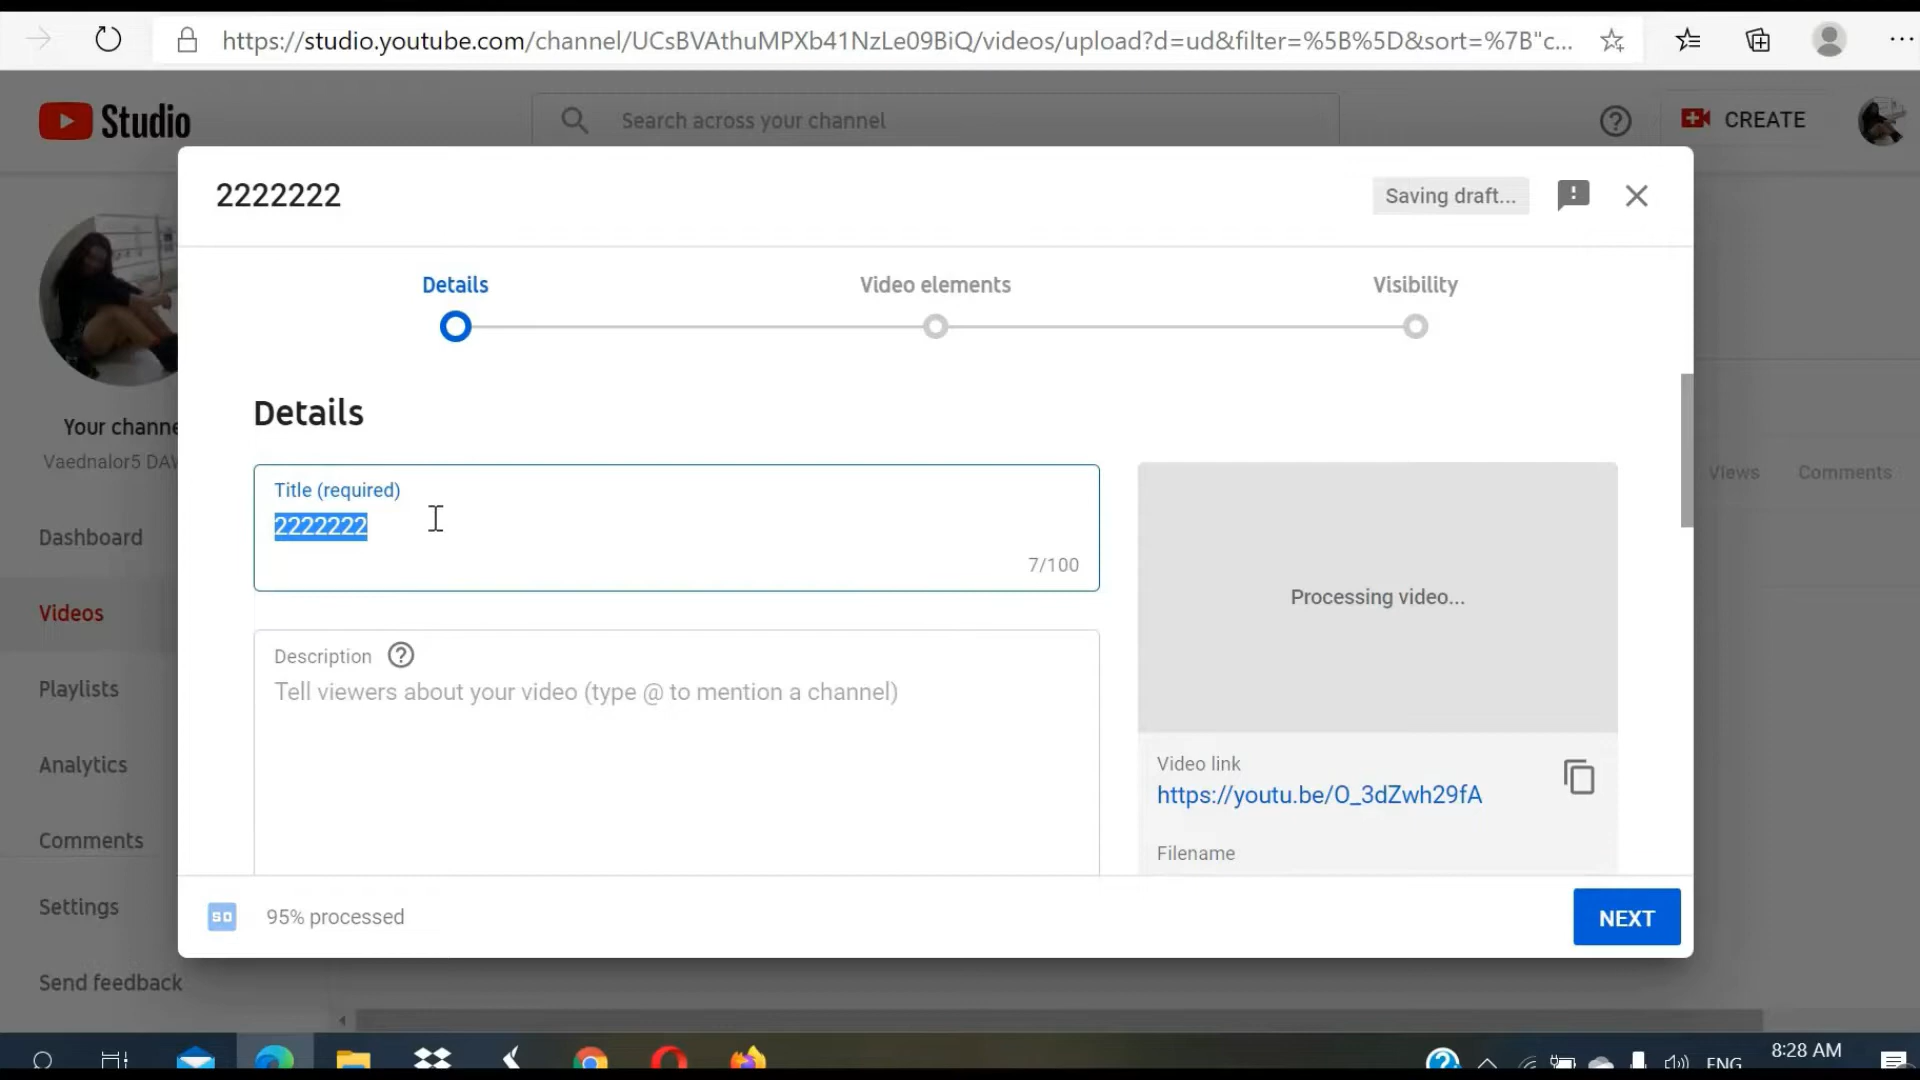 https://studio.youtube.com/channel/UCsBVAthuMPXb41NzLe09BiQ/videos/upload?d=ud&filter=%5B%5D&sort=%7B"c...
Studio
Search across your channel
CREATE
2222222
Saving draft...
Details
Video elements
Visibility
Details
Your channe
Vaednalor5 DAV
Title (required)
2222222
7/100
Views
Comments
Dashboard
Processing video...
Videos
Description
Tell viewers about your video (type @ to mention a channel)
Playlists
Analytics
Video link
https://youtu.be/O_3dZwh29fA
Comments
Filename
Settings
SD
95% processed
NEXT
Send feedback
8:28 AM
ENG